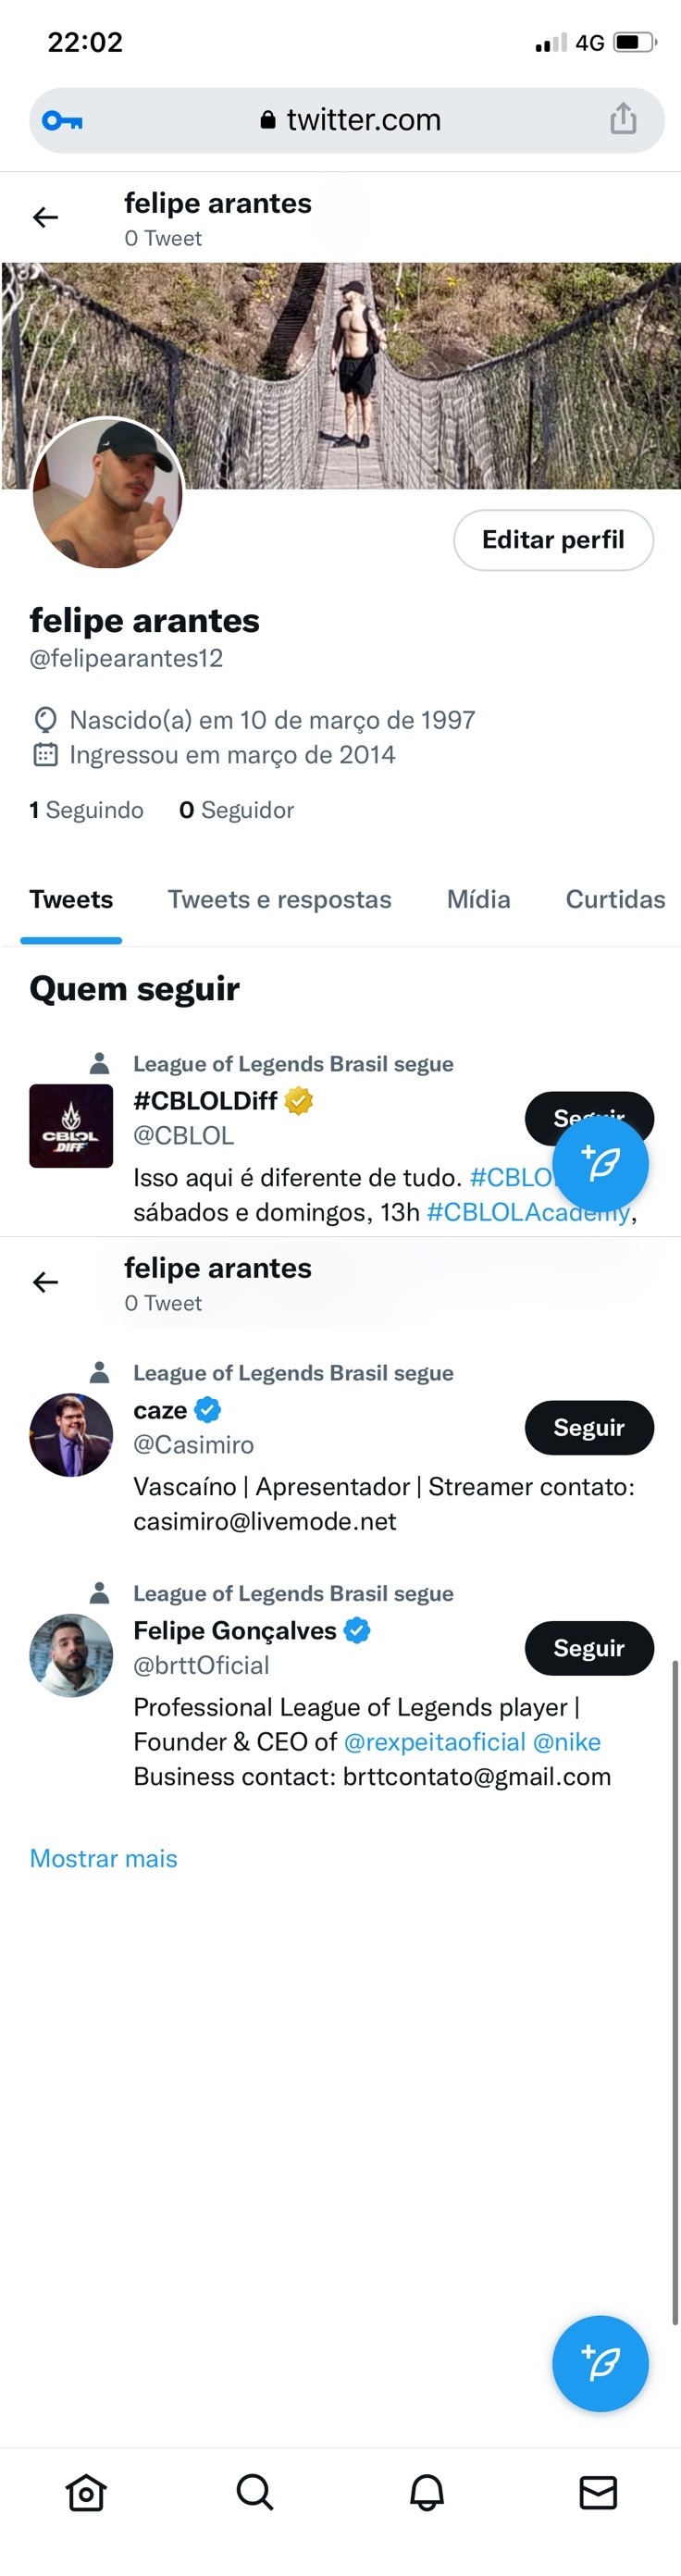 22:02
4G
twitter.com
felipe arantes
0 Tweet
Editar perfil
felipe arantes
@felipearantes12
Nascido(a) em 10 de março de 1997
Ingressou em março de 2014
1 Seguindo 0 Seguidor
Tweets Tweets e respostas Mídia Curtidas
Quem seguir
League of Legends Brasil segue
CBLOL
DIFF
#CBLOLDiff
Seguir
@CBLOL
Isso aqui é diferente de tudo. #CBLO
sábados e domingos, 13h #CBLOLAcademy,
felipe arantes
0 Tweet
League of Legends Brasil segue
caze
Seguir
@Casimiro
Vascaíno | Apresentador | Streamer contato:
casimiro@livemode.net
League of Legends Brasil segue
Felipe Gonçalves
Seguir
@brttOficial
Professional League of Legends player |
Founder & CEO of @rexpeitaoficial @nike
Business contact: brttcontato@gmail.com
Mostrar mais